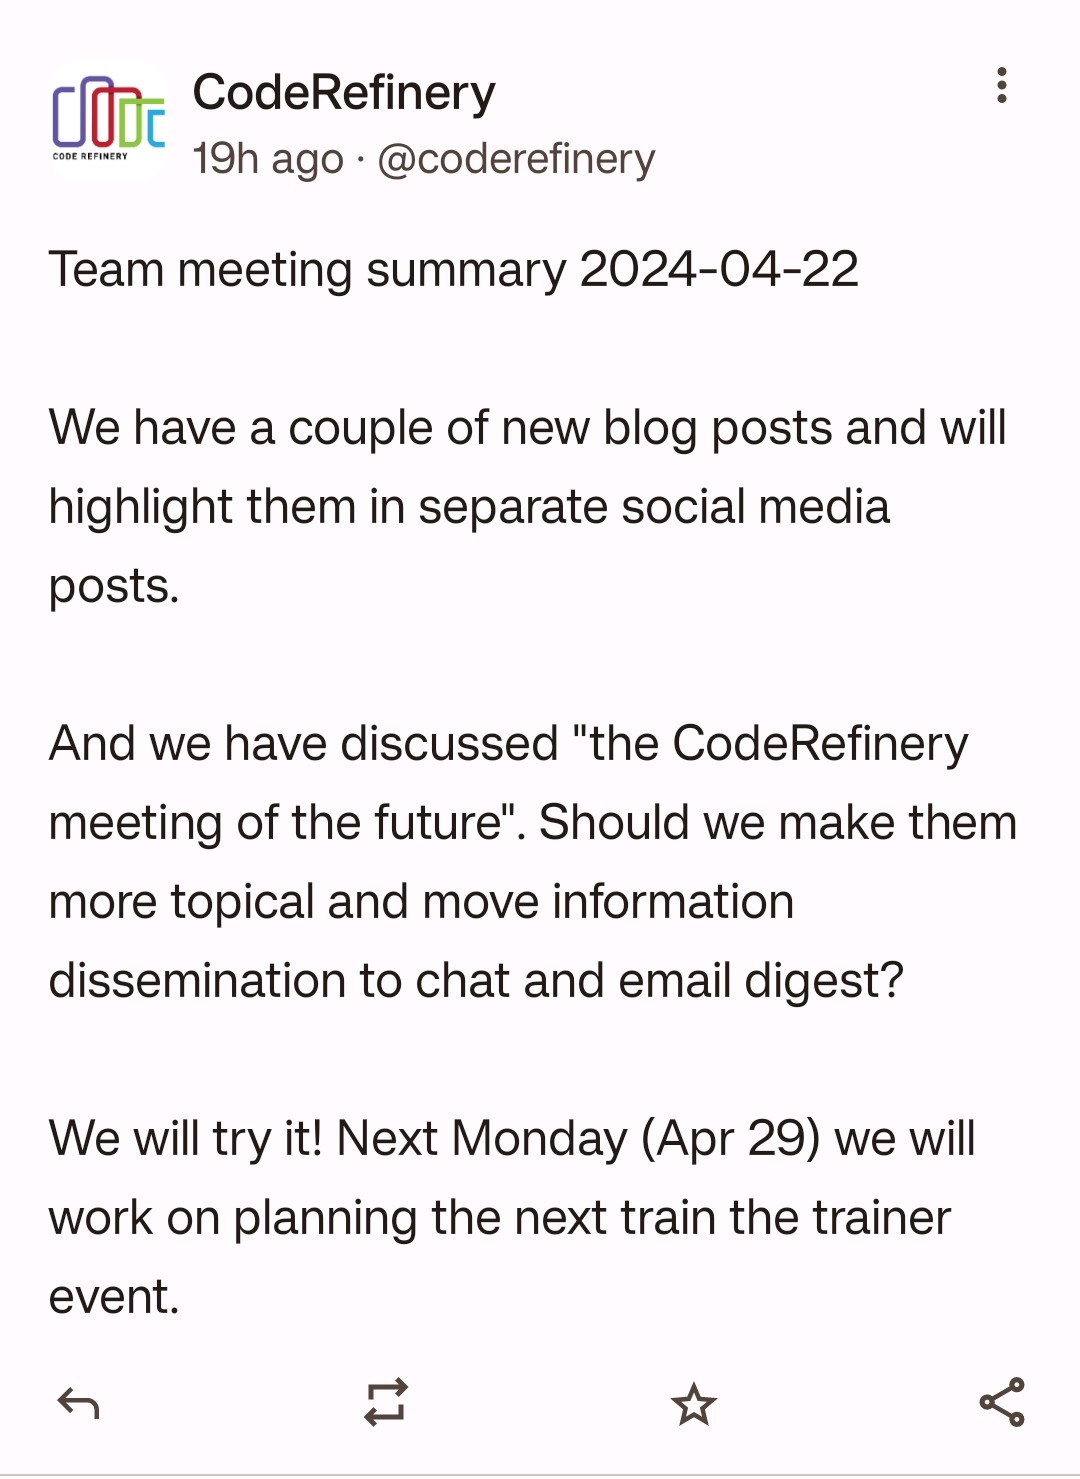 CODE REFINERY
CodeRefinery
19h ago · @coderefinery
Team meeting summary 2024-04-22
We have a couple of new blog posts and will
highlight them in separate social media
posts.
And we have discussed "the CodeRefinery
meeting of the future". Should we make them
more topical and move information
dissemination to chat and email digest?
We will try it! Next Monday (Apr 29) we will
work on planning the next train the trainer
event.